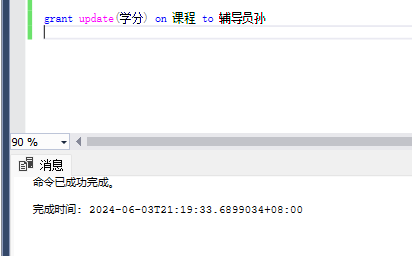 grant update(学分) on 课程 to 辅导员孙
90 %
消息
命令已成功完成。
完成时间: 2024-06-03T21:19:33.6899034+08:00